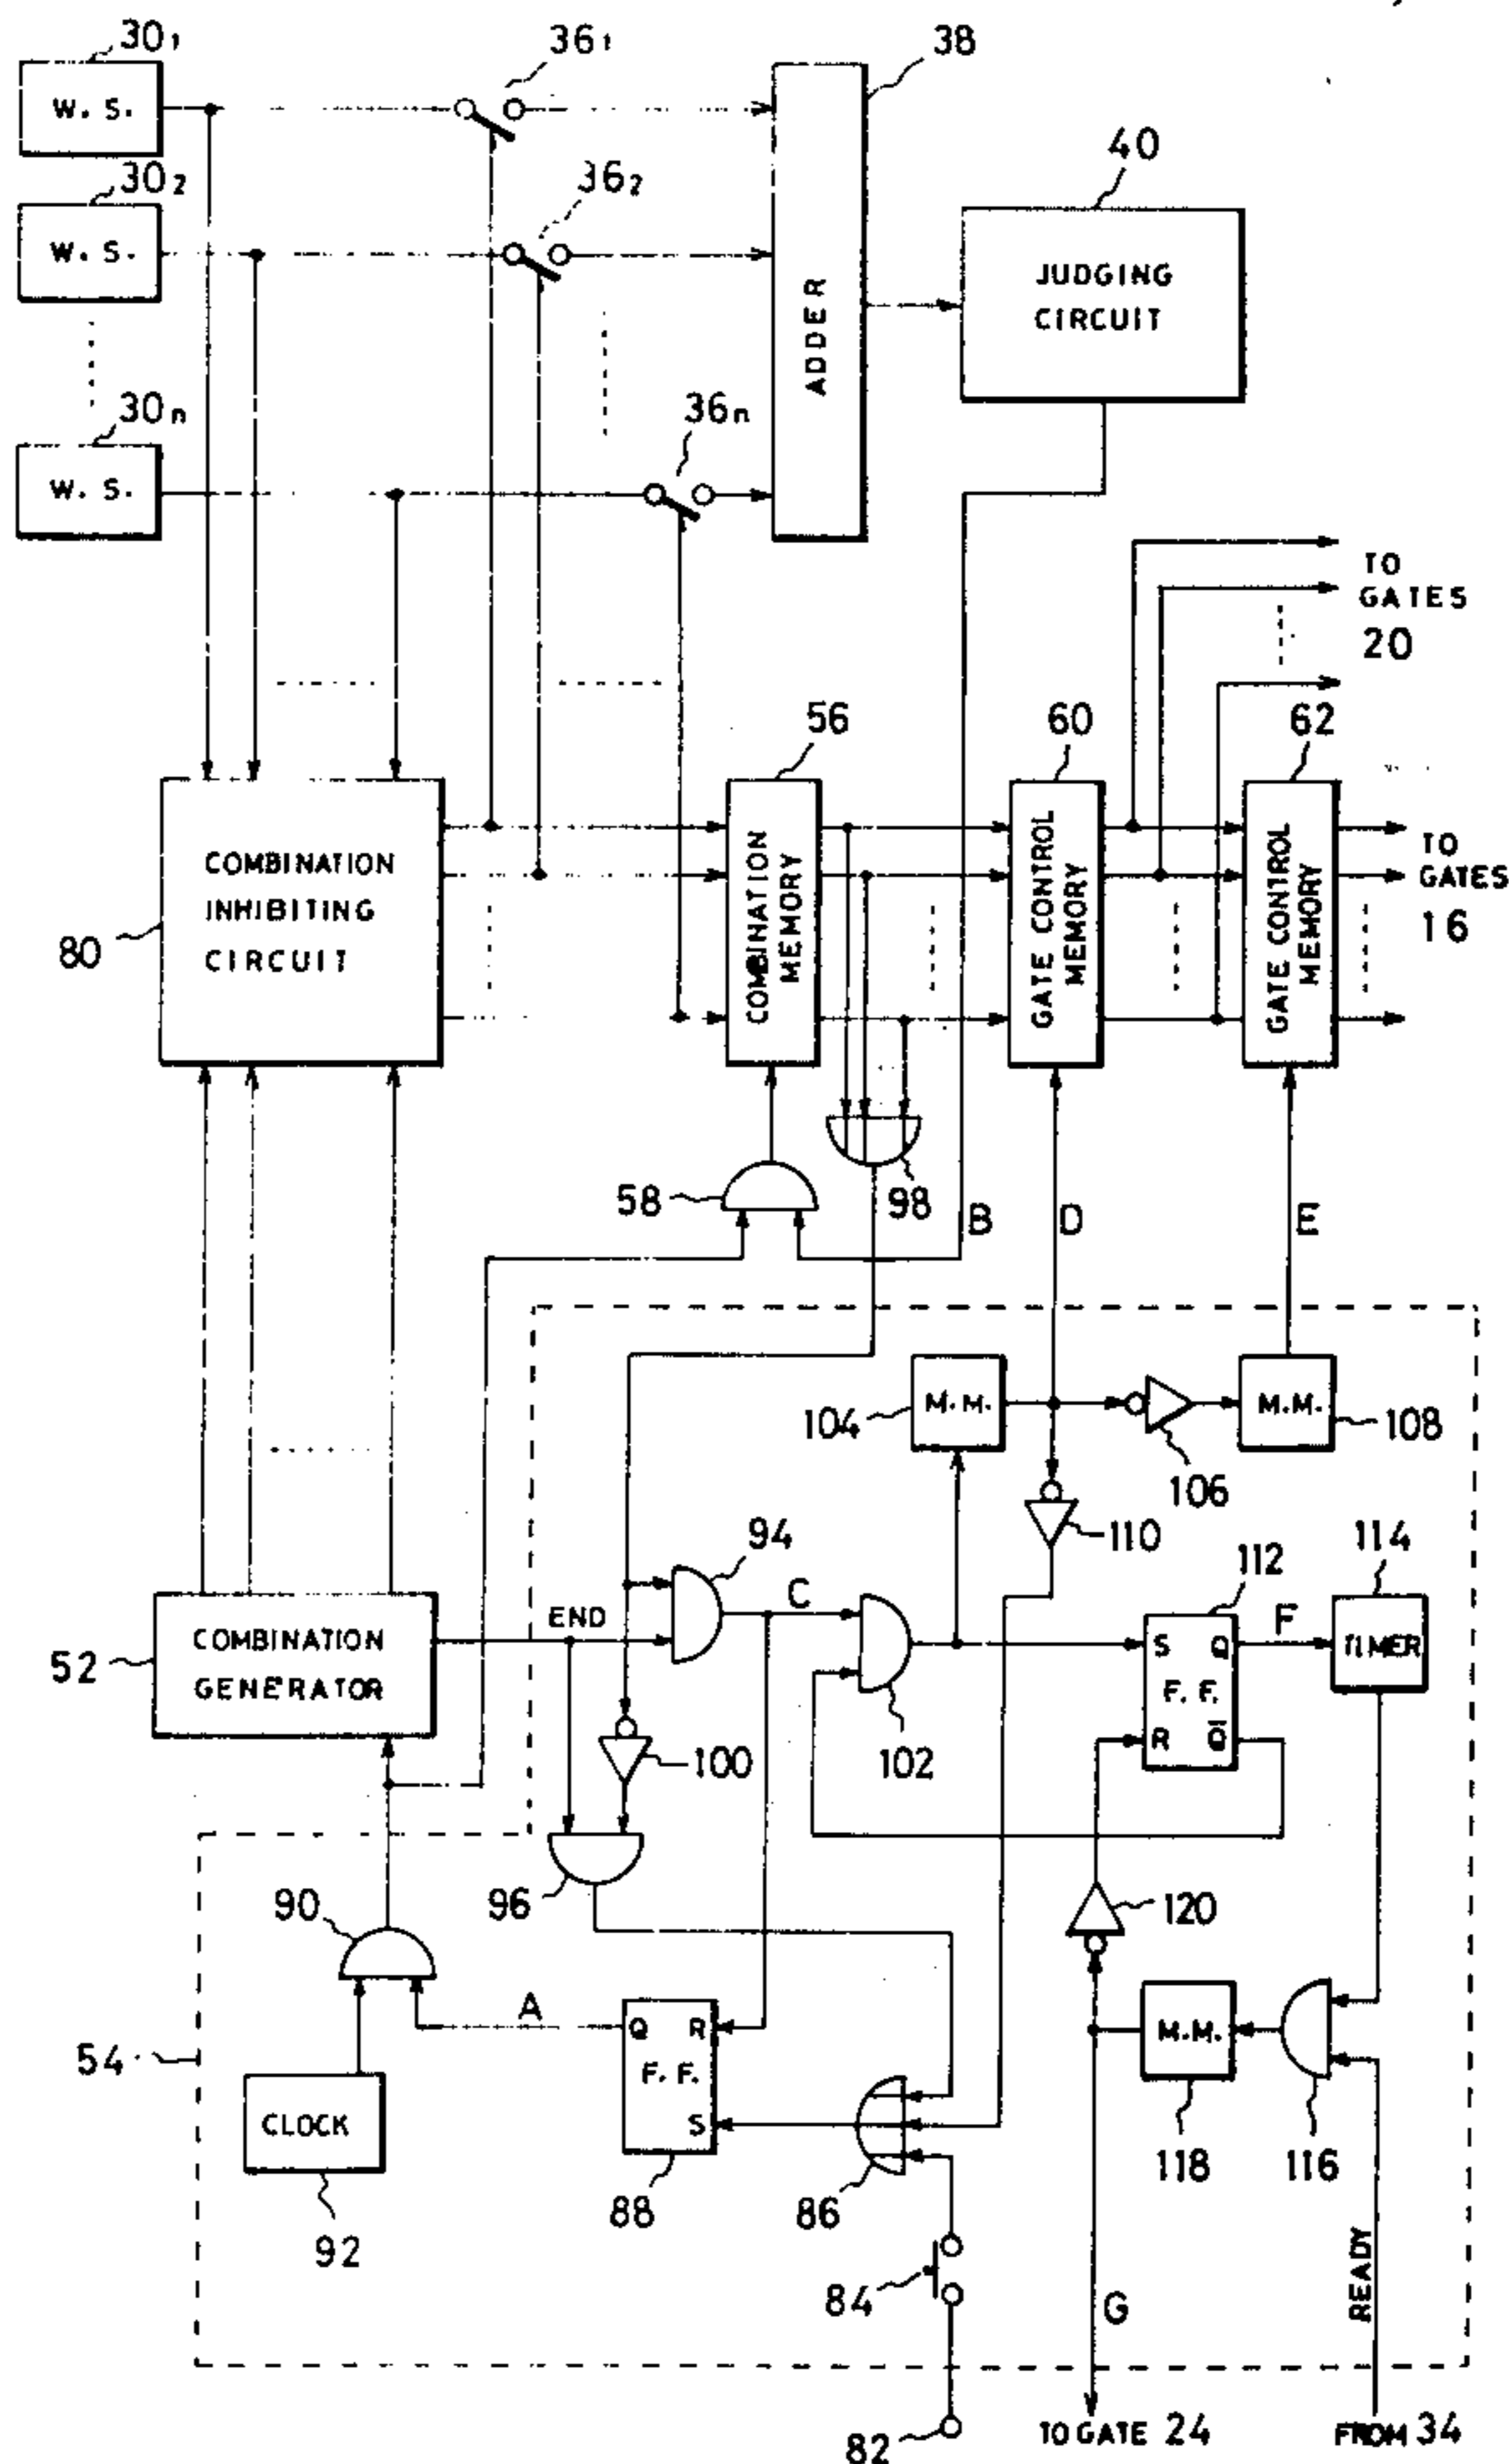 30₁
36₁
38
W. S.
30₂
36₂
40
W. S.
JUDGING
CIRCUIT
ADDER
30ₙ
36ₙ
W. S.
TO
GATES
20
56
60
62
COMBINATION
INHIBITING
CIRCUIT
80
COMBINATION
MEMORY
GATE CONTROL
MEMORY
GATE CONTROL
MEMORY
TO
GATES
16
58
98
B
D
E
104
M.M.
106
M.M.
108
110
94
END
C
112
114
52
COMBINATION
GENERATOR
S
Q
F. F.
R
Q̅
F
TIMER
100
102
96
90
120
A
Q
R
F. F.
S
M.M.
54
CLOCK
92
88
86
118
116
84
G
READY
82
TO GATE 24
FROM 34